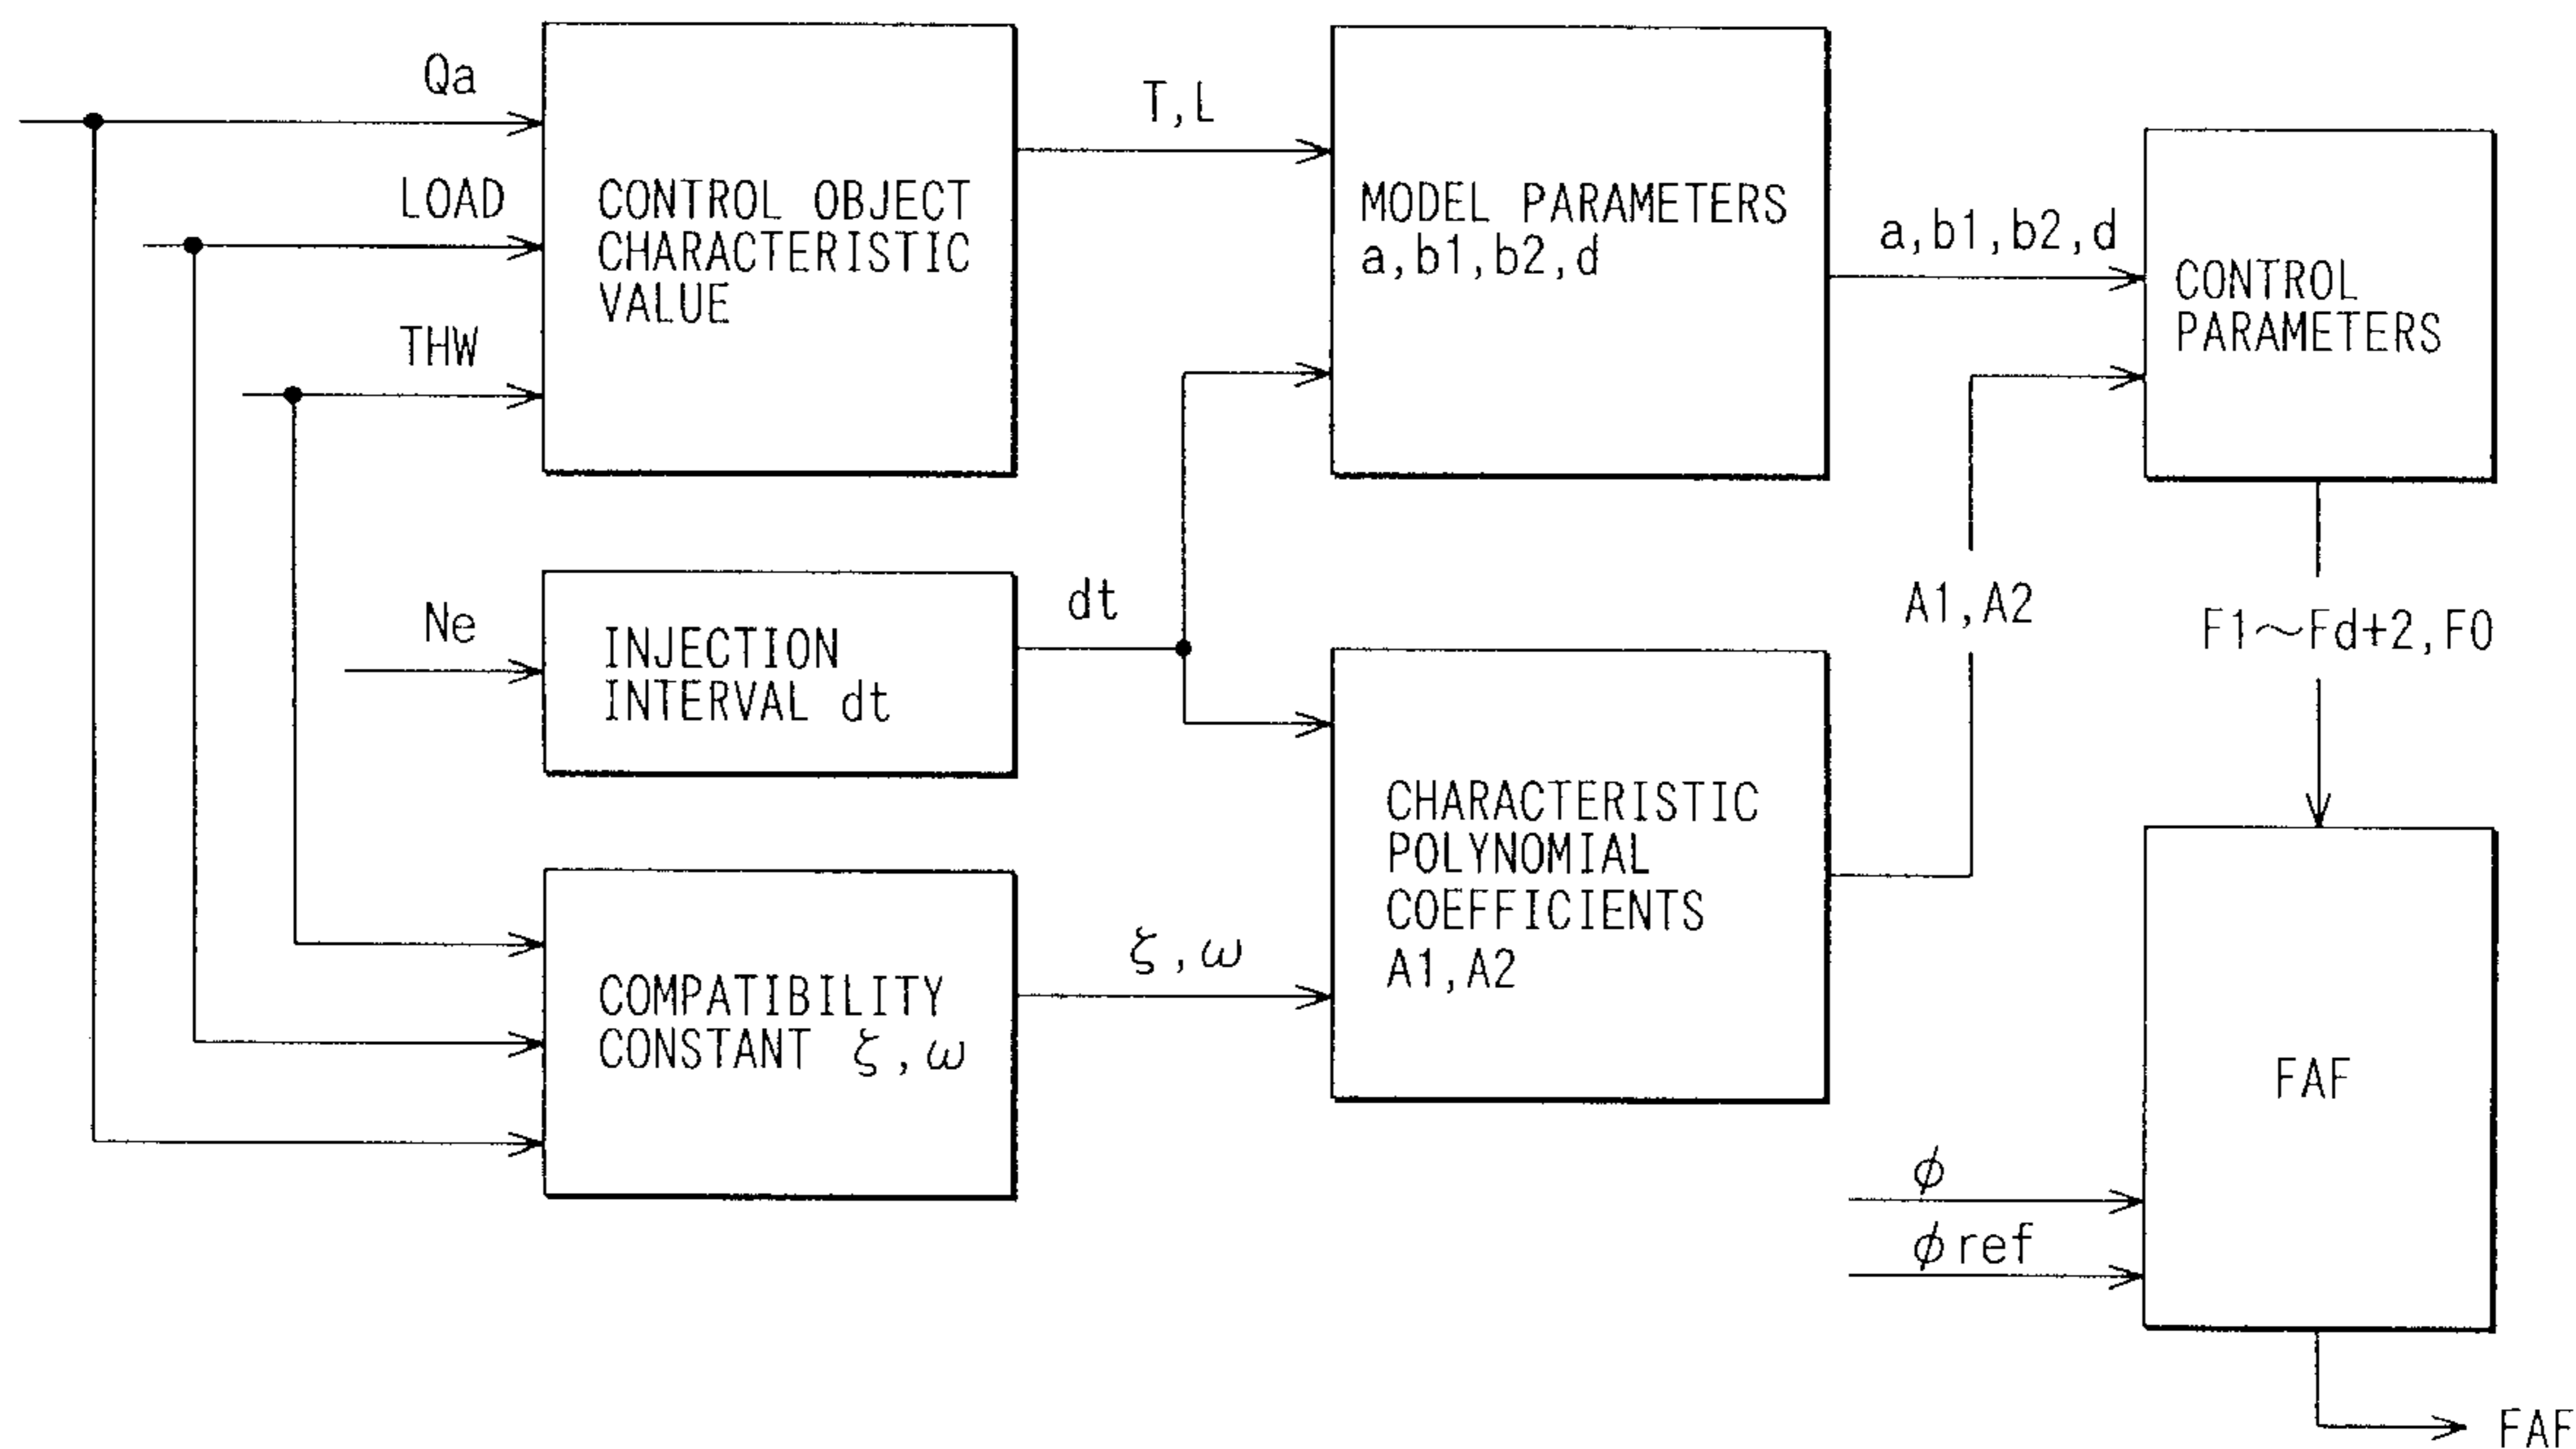 Qa
LOAD
THW
CONTROL OBJECT
CHARACTERISTIC
VALUE
T,L
MODEL PARAMETERS
a,b1,b2,d
a,b1,b2,d
CONTROL
PARAMETERS
Ne
INJECTION
INTERVAL dt
dt
A1,A2
F1～Fd+2,F0
COMPATIBILITY
CONSTANT ζ,ω
ζ,ω
CHARACTERISTIC
POLYNOMIAL
COEFFICIENTS
A1,A2
FAF
ϕ
ϕref
FAF